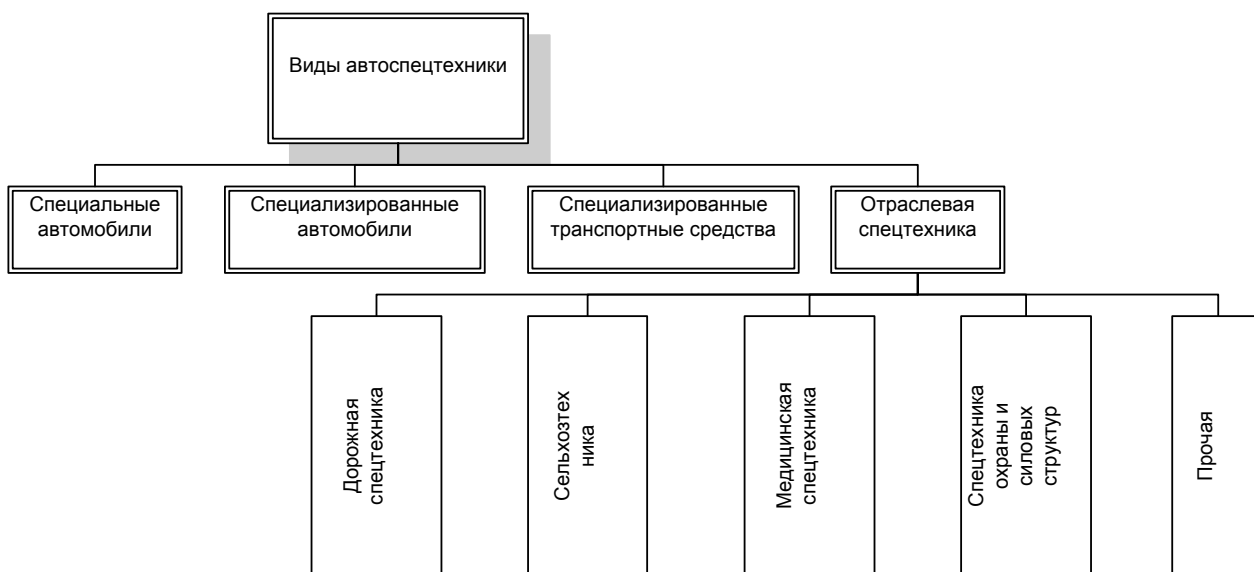 Виды автоспецтехники
Специальные
автомобили
Специализированные
автомобили
Специализированные
транспортные средства
Отраслевая
спецтехника
Дорожная
спецтехника
Сельхозтех
ника
Медицинская
спецтехника
Спецтехника
охраны и
силовых
структур
Прочая